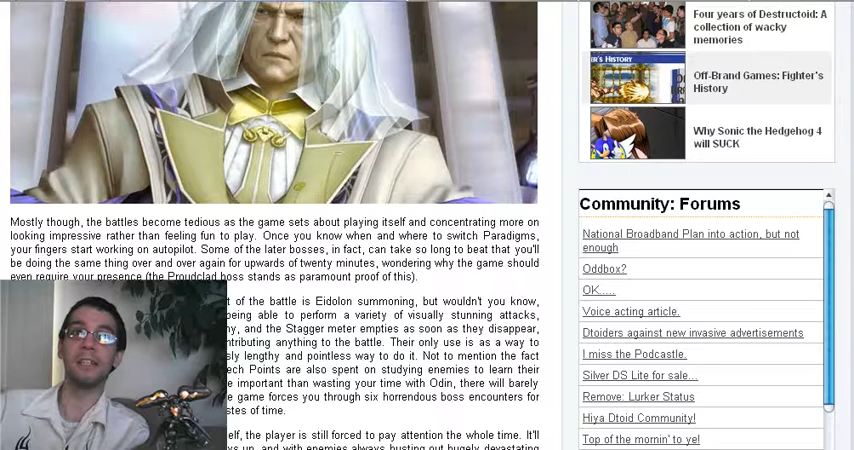 Mostly though, the battles become tedious as the game sets about playing itself and concentrating more on
looking impressive rather than feeling fun to play. Once you know when and where to switch Paradigms,
your fingers start working on autopilot. Some of the later bosses, in fact, can take so long to beat that you'll
be doing the same thing over and over again for upwards of twenty minutes, wondering why the game should
even require your presence (the Proudclad boss stands as paramount proof of this).
t of the battle is Eidolon summoning, but wouldn't you know,
being able to perform a variety of visually stunning attacks,
and the Stagger meter empties as soon as they disappear,
ntributing anything to the battle. Their only use is as a way to
sly lengthy and pointless way to do it. Not to mention the fact
ech Points are also spent on studying enemies to learn their
e important than wasting your time with Odin, there will barely
e game forces you through six horrendous boss encounters for
stes of time.
elf, the player is still forced to pay attention the whole time. It'll
up, and with enemies always busting out hugely devastating
Four years of Destructoid: A
collection of wacky
memories
ER'S HISTORY
Off-Brand Games: Fighter's
History
Why Sonic the Hedgehog 4
will SUCK
Community: Forums
National Broadband Plan into action, but not
enough
Oddbox?
OK.....
Voice acting article.
Dtoiders against new invasive advertisements
I miss the Podcastle.
Silver DS Lite for sale...
Remove: Lurker Status
Hiya Dtoid Community!
Top of the mornin' to ye!